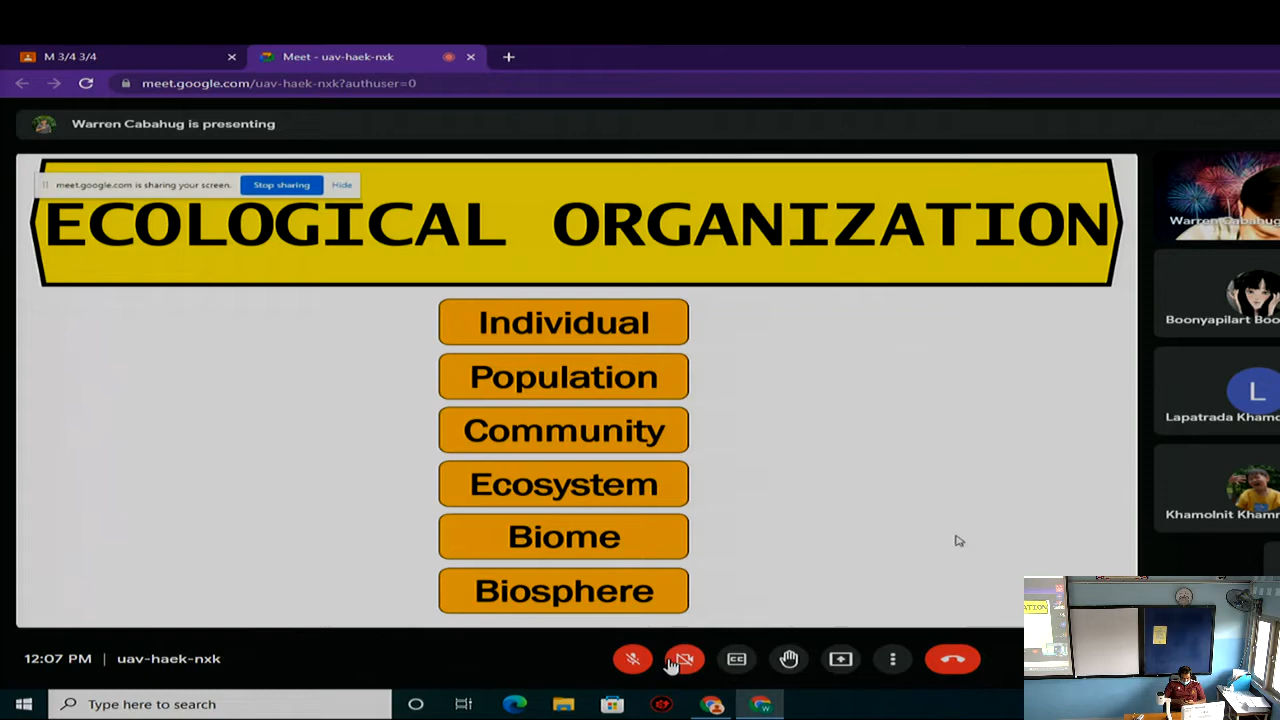 M 3/4 3/4
Meet - uav-haek-nxk
meet.google.com/uav-haek-nxk?authuser=0
Warren Cabahug is presenting
meet.google.com is sharing your screen.
Stop sharing
Hide
ECOLOGICAL ORGANIZATION
Individual
Population
Community
Ecosystem
Biome
Biosphere
Warren Cabahug
Boonyapilart Boo
L
Lapatrada Khamo
Khamolnit Khamr
ATION
12:07 PM | uav-haek-nxk
Type here to search